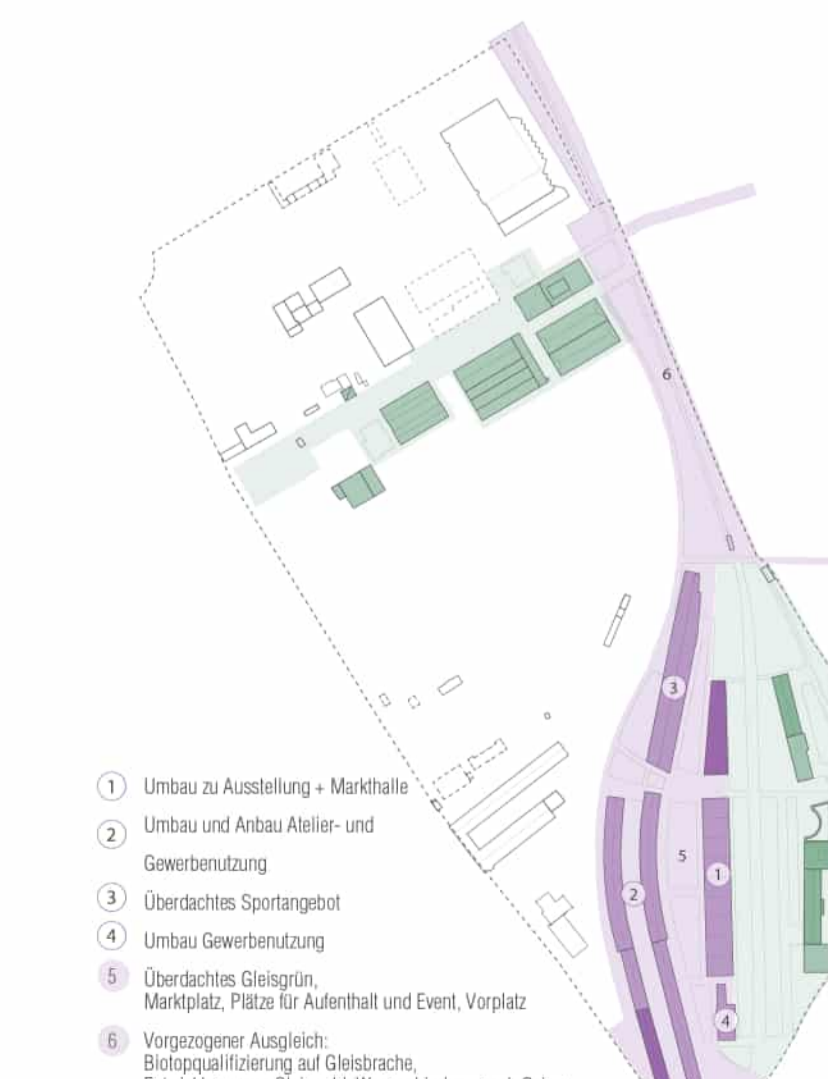 6
3
5
1
2
4
1 Umbau zu Ausstellung + Markthalle
2 Umbau und Anbau Atelier- und
Gewerbenutzung
3 Überdachtes Sportangebot
4 Umbau Gewerbenutzung
5 Überdachtes Gleisgrün,
Marktplatz, Plätze für Aufenthalt und Event, Vorplatz
6 Vorgezogener Ausgleich:
Biotopqualifizierung auf Gleisbrache,